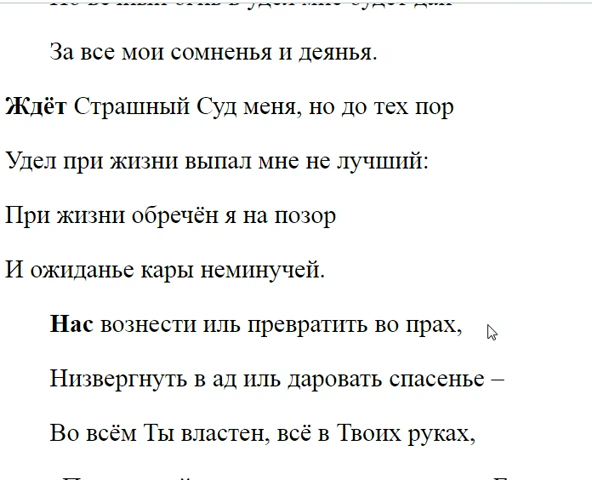 За все мои сомненья и деянья.
Ждёт Страшный Суд меня, но до тех пор
Удел при жизни выпал мне не лучший:
При жизни обречён я на позор
И ожиданье кары неминучей.
Нас вознести иль превратить во прах,
Низвергнуть в ад иль даровать спасенье –
Во всём Ты властен, всё в Твоих руках,